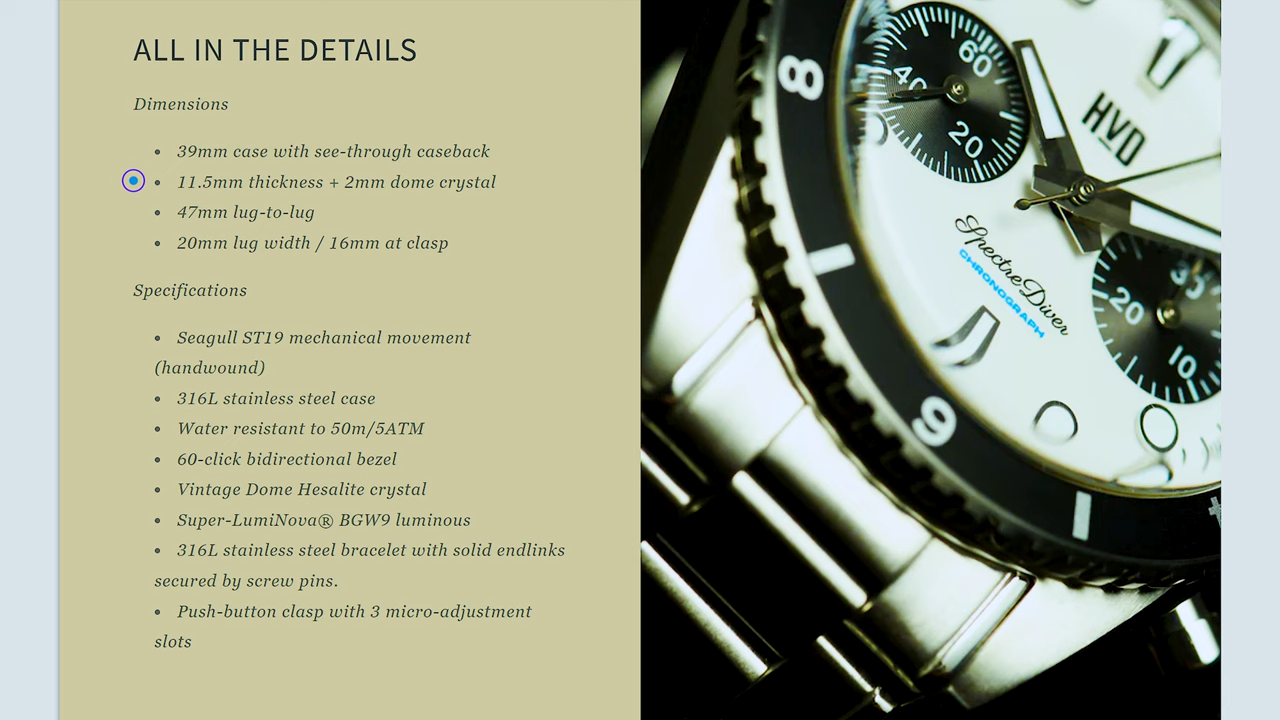 ALL IN THE DETAILS
Dimensions
• 39mm case with see-through caseback
• 11.5mm thickness + 2mm dome crystal
• 47mm lug-to-lug
• 20mm lug width / 16mm at clasp
Specifications
• Seagull ST19 mechanical movement
(handwound)
• 316L stainless steel case
• Water resistant to 50m/5ATM
• 60-click bidirectional bezel
• Vintage Dome Hesalite crystal
• Super-LumiNova® BGW9 luminous
• 316L stainless steel bracelet with solid endlinks
secured by screw pins.
• Push-button clasp with 3 micro-adjustment
slots
8
60
40
20
HVD
Spectre Diver
CHRONOGRAPH
30
20
10
9